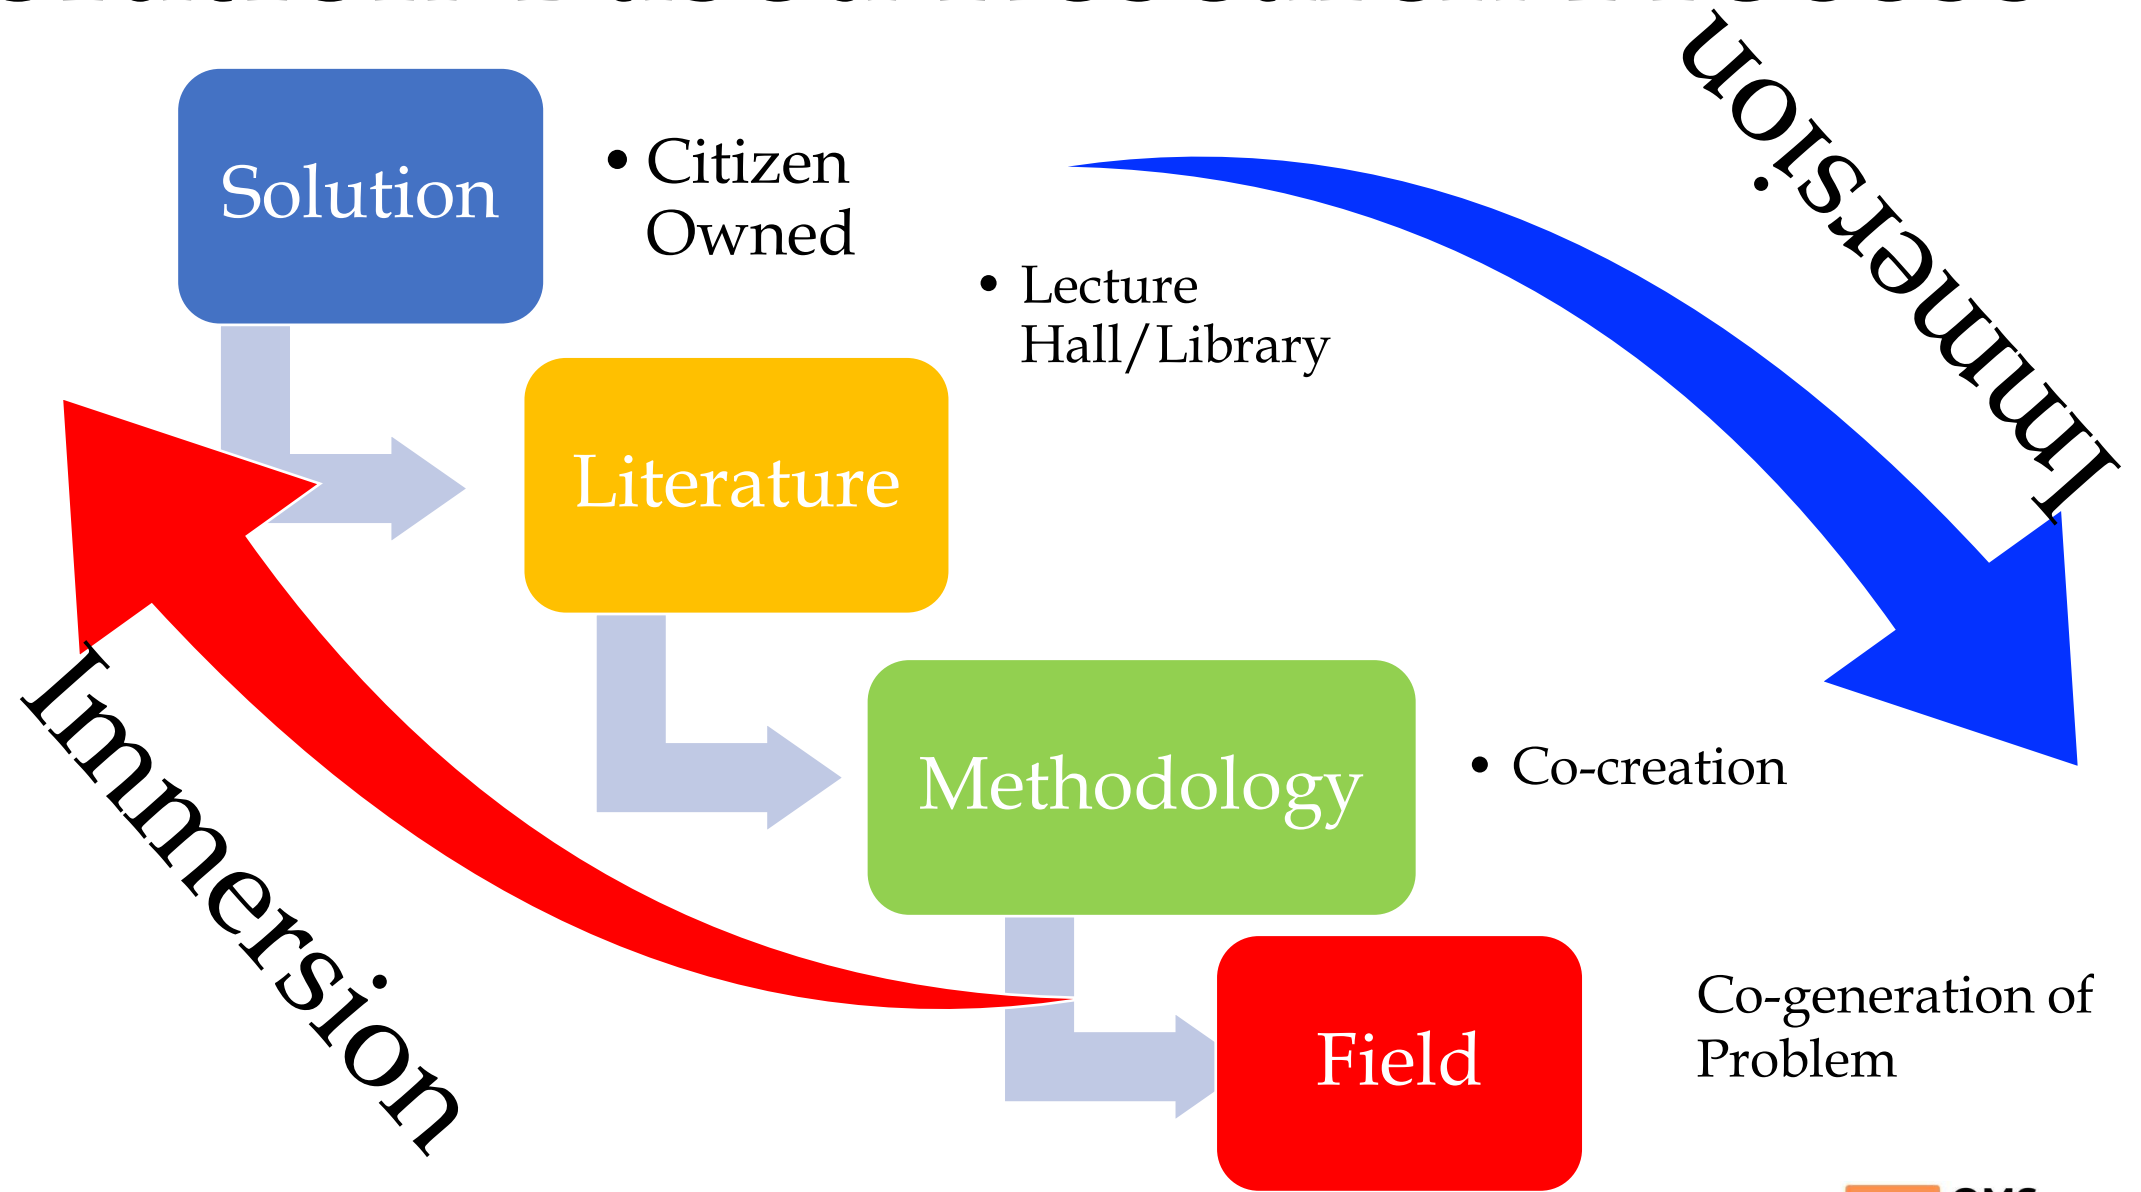 Solution
• Citizen
Owned
• Lecture
Hall/Library
Literature
Methodology
• Co-creation
Field
Co-generation of
Problem
Immersion
Immersion